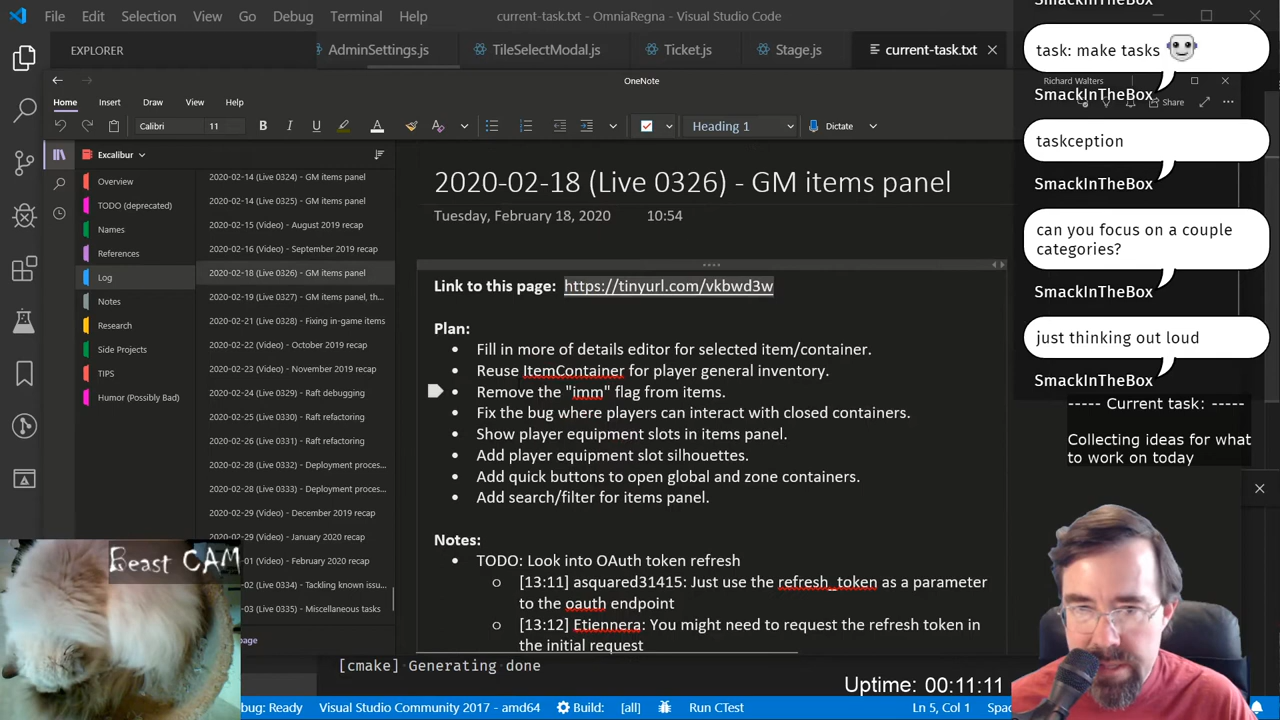 File Edit Selection View Go Debug Terminal Help current-task.txt - OmniaRegna - Visual Studio Code
EXPLORER AdminSettings.js TileSelectModal.js Ticket.js Stage.js current-task.txt
OneNote
Richard Walters
Home Insert Draw View Help
Share
Calibri 11 B I U A Heading 1 Dictate
Excalibur
Overview
TODO (deprecated)
Names
References
Log
Notes
Research
Side Projects
TIPS
Humor (Possibly Bad)
2020-02-14 (Live 0324) - GM items panel
2020-02-14 (Live 0325) - GM items panel
2020-02-15 (Video) - August 2019 recap
2020-02-16 (Video) - September 2019 recap
2020-02-18 (Live 0326) - GM items panel
2020-02-19 (Live 0327) - GM items panel, th...
2020-02-21 (Live 0328) - Fixing in-game items
2020-02-22 (Video) - October 2019 recap
2020-02-23 (Video) - November 2019 recap
2020-02-24 (Live 0329) - Raft debugging
2020-02-25 (Live 0330) - Raft refactoring
2020-02-26 (Live 0331) - Raft refactoring
2020-02-28 (Live 0332) - Deployment proces...
2020-02-28 (Live 0333) - Deployment proces...
2020-02-29 (Video) - December 2019 recap
(Video) - January 2020 recap
-01 (Video) - February 2020 recap
(Live 0334) - Tackling known issu...
-03 (Live 0335) - Miscellaneous tasks
page
2020-02-18 (Live 0326) - GM items panel
Tuesday, February 18, 2020 10:54
Link to this page: https://tinyurl.com/vkbwd3w
Plan:
• Fill in more of details editor for selected item/container.
• Reuse ItemContainer for player general inventory.
• Remove the "imm" flag from items.
• Fix the bug where players can interact with closed containers.
• Show player equipment slots in items panel.
• Add player equipment slot silhouettes.
• Add quick buttons to open global and zone containers.
• Add search/filter for items panel.
Notes:
• TODO: Look into OAuth token refresh
○ [13:11] asquared31415: Just use the refresh_token as a parameter
to the oauth endpoint
○ [13:12] Etiennera: You might need to request the refresh token in
the initial request
SmackInTheBox
task: make tasks
SmackInTheBox
taskception
SmackInTheBox
can you focus on a couple
categories?
SmackInTheBox
just thinking out loud
SmackInTheBox
----- Current task: -----
Collecting ideas for what
to work on today
Beast CAM
[cmake] Generating done
Uptime: 00:11:11
ug: Ready Visual Studio Community 2017 - amd64 Build: [all] Run CTest Ln 5, Col 1 Spac